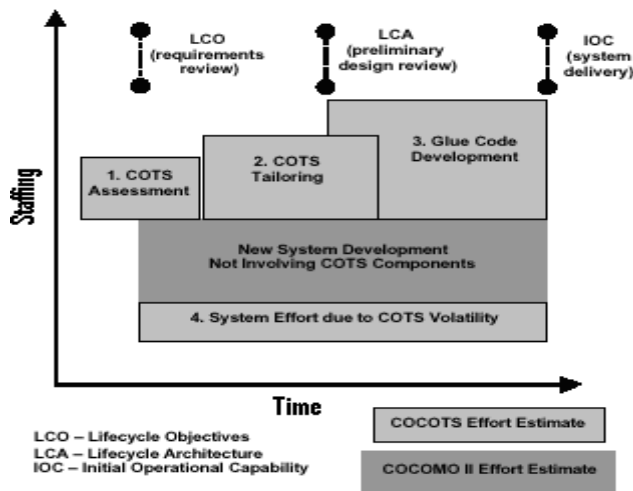 LCO
(requirements
review)
LCA
(preliminary
design review)
IOC
(system
delivery)
1. COTS
Assessment
2. COTS
Tailoring
3. Glue Code
Development
New System Development
Not Involving COTS Components
4. System Effort due to COTS Volatility
Staffing
Time
LCO – Lifecycle Objectives
LCA – Lifecycle Architecture
IOC – Initial Operational Capability
COCOTS Effort Estimate
COCOMO II Effort Estimate